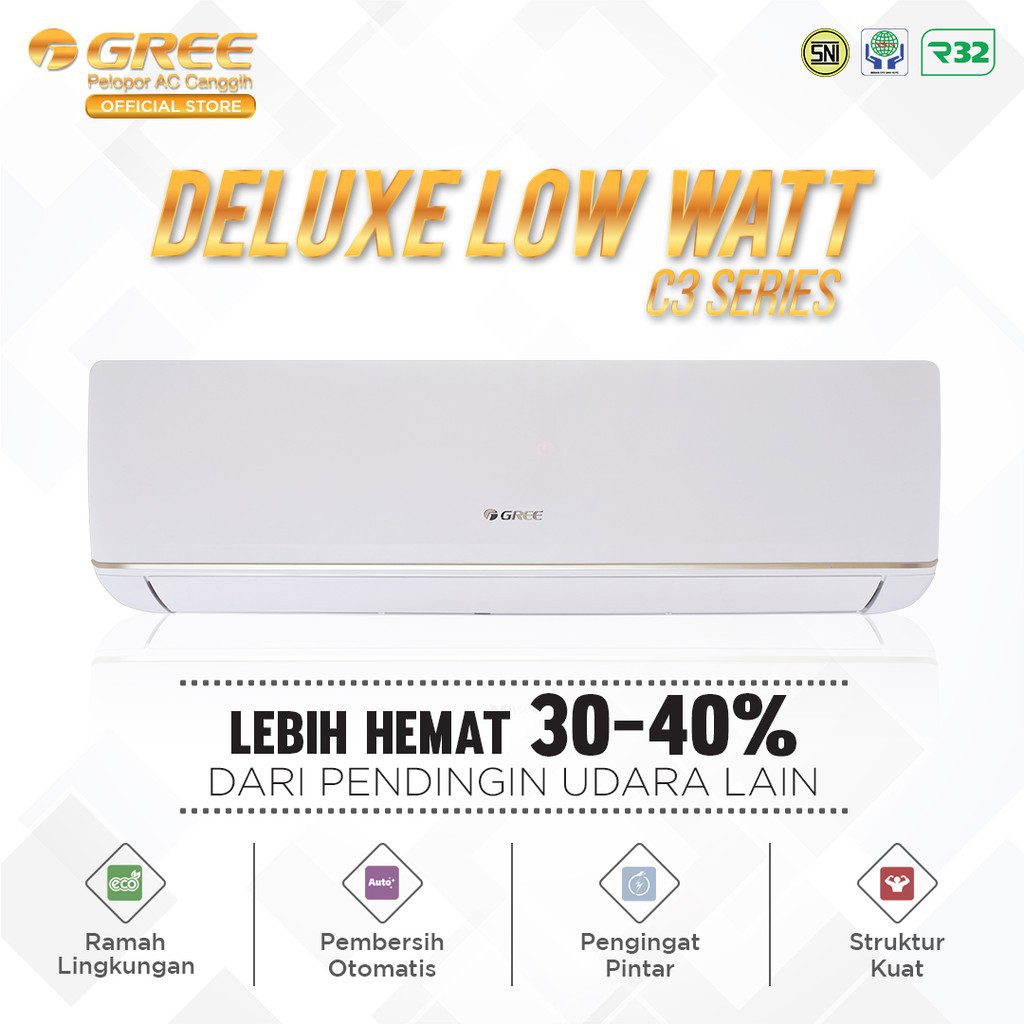 GREE
Pelopor AC Canggih
OFFICIAL STORE
SNI
R32
DELUXE LOW WATT
C3 SERIES
GREE
LEBIH HEMAT 30-40%
DARI PENDINGIN UDARA LAIN
eco
Auto
Ramah
Lingkungan
Pembersih
Otomatis
Pengingat
Pintar
Struktur
Kuat